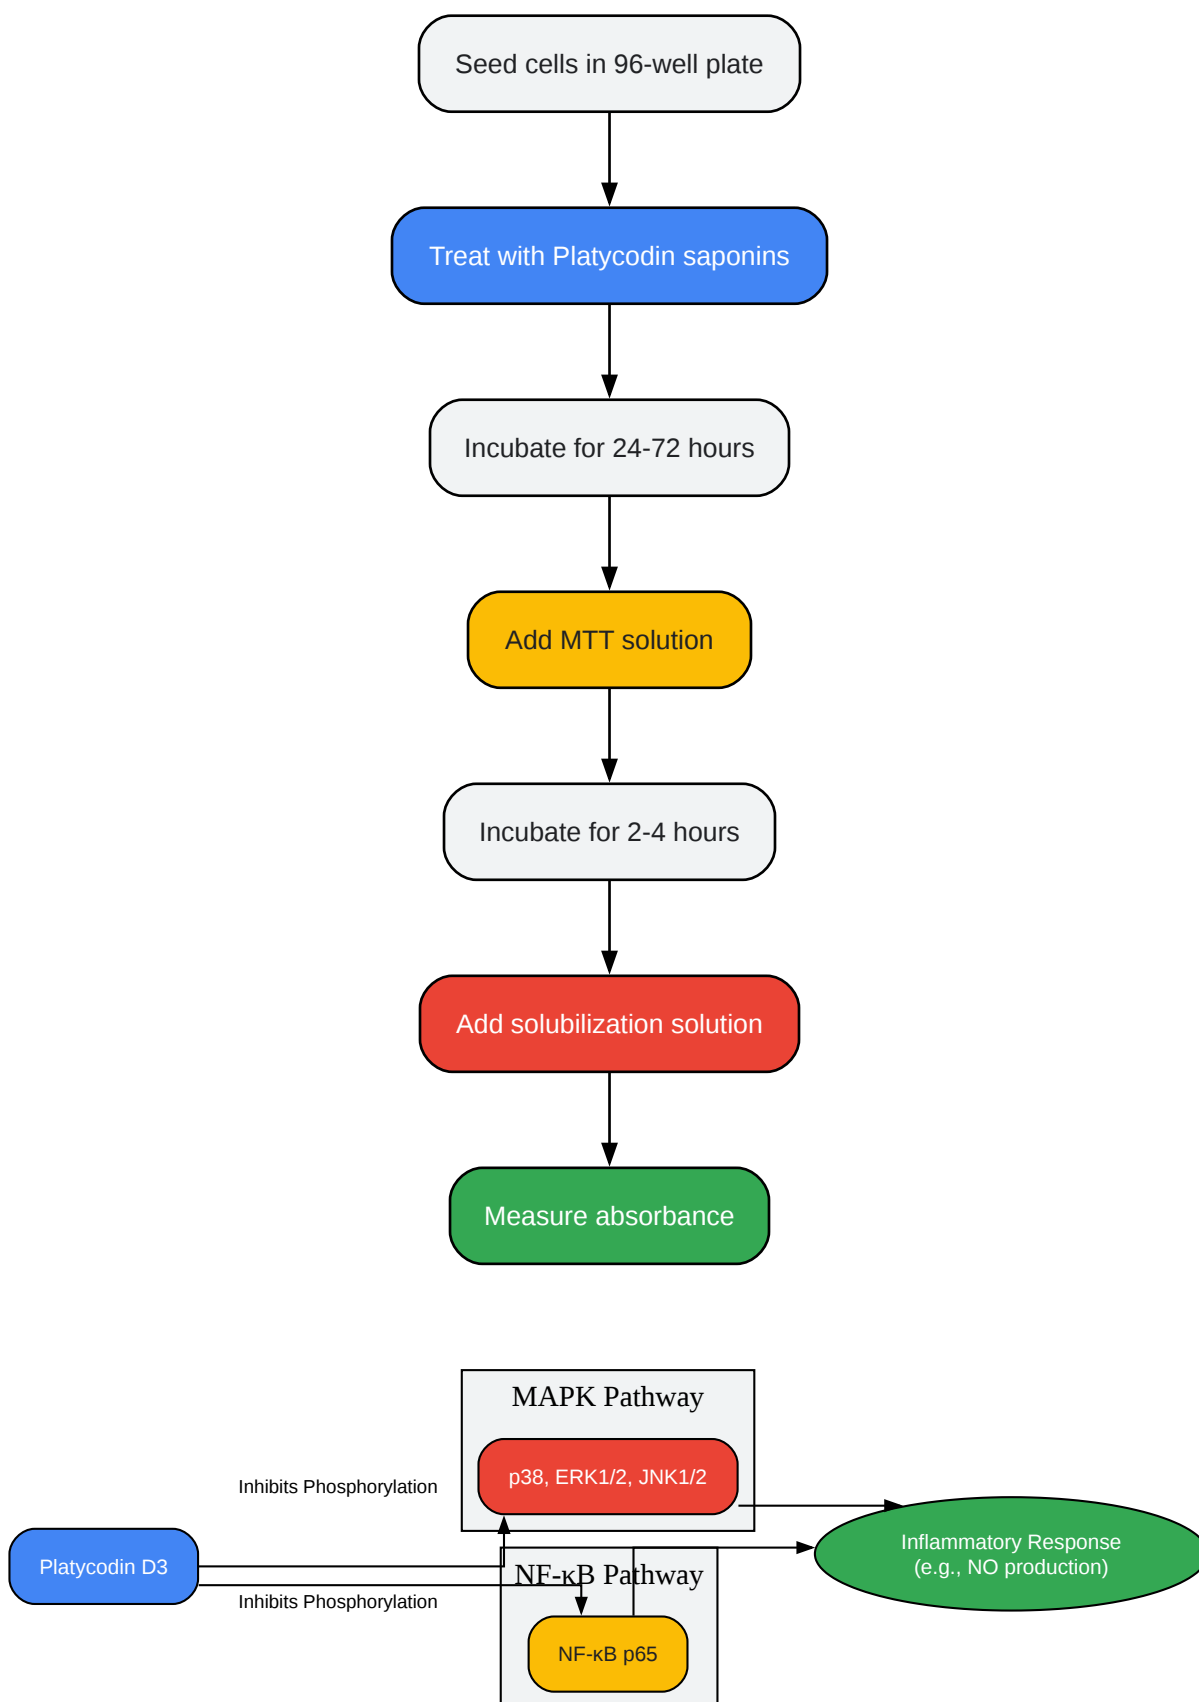 Seed cells in 96-well plate
Treat with Platycodin saponins
Incubate for 24-72 hours
Add MTT solution
Incubate for 2-4 hours
Add solubilization solution
Measure absorbance
MAPK Pathway
p38, ERK1/2, JNK1/2
Inhibits Phosphorylation
Platycodin D3
Inflammatory Response
(e.g., NO production)
NF-κB Pathway
Inhibits Phosphorylation
NF-κB p65